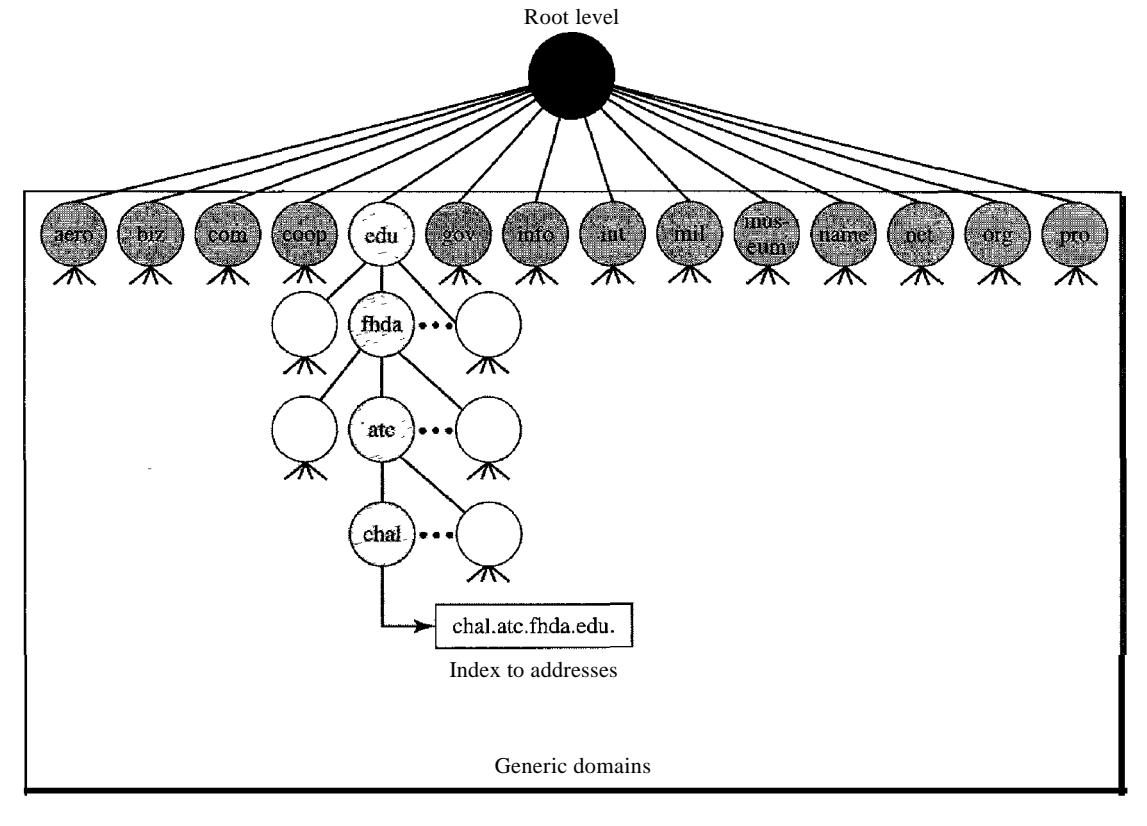 Root level
aero biz com coop edu gov info int mil mus- name net org pro
eum
fhda
atc
chal
chal.atc.fhda.edu.
Index to addresses
Generic domains